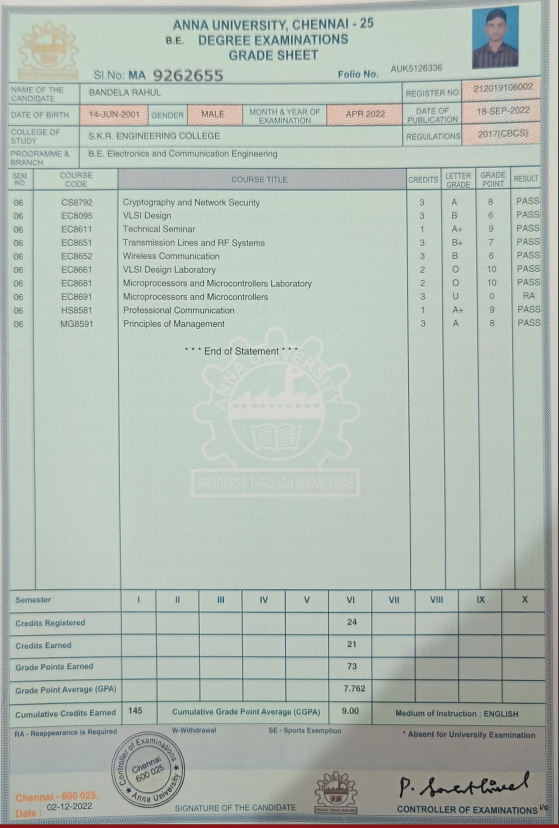 ANNA UNIVERSITY, CHENNAI - 25
B.E. DEGREE EXAMINATIONS
GRADE SHEET
Sl.No: MA 9262655 Folio No. AUK5126336
NAME OF THE CANDIDATE BANDELA RAHUL REGISTER NO 212019106002
DATE OF BIRTH 14-JUN-2001 GENDER MALE MONTH & YEAR OF EXAMINATION APR 2022 DATE OF PUBLICATION 18-SEP-2022
COLLEGE OF STUDY S.K.R. ENGINEERING COLLEGE REGULATIONS 2017(CBCS)
PROGRAMME & BRANCH B.E. Electronics and Communication Engineering
SEM. NO. COURSE CODE COURSE TITLE CREDITS LETTER GRADE GRADE POINT RESULT
06 CS8792 Cryptography and Network Security 3 A 8 PASS
06 EC8095 VLSI Design 3 B 6 PASS
06 EC8611 Technical Seminar 1 A+ 9 PASS
06 EC8651 Transmission Lines and RF Systems 3 B+ 7 PASS
06 EC8652 Wireless Communication 3 B 6 PASS
06 EC8661 VLSI Design Laboratory 2 O 10 PASS
06 EC8681 Microprocessors and Microcontrollers Laboratory 2 O 10 PASS
06 EC8691 Microprocessors and Microcontrollers 3 U 0 RA
06 HS8581 Professional Communication 1 A+ 9 PASS
06 MG8591 Principles of Management 3 A 8 PASS
* * * End of Statement * * *
ANNA UNIVERSITY
PROGRESS THROUGH KNOWLEDGE
Semester I II III IV V VI VII VIII IX X
Credits Registered 24
Credits Earned 21
Grade Points Earned 73
Grade Point Average (GPA) 7.762
Cumulative Credits Earned 145 Cumulative Grade Point Average (CGPA) 9.00 Medium of Instruction : ENGLISH
RA - Reappearance is Required W-Withdrawal SE - Sports Exemption * Absent for University Examination
Controller of Examinations
Chennai
600 025
Anna University
Chennai - 600 025.
Date : 02-12-2022
SIGNATURE OF THE CANDIDATE
CONTROLLER OF EXAMINATIONS i/c